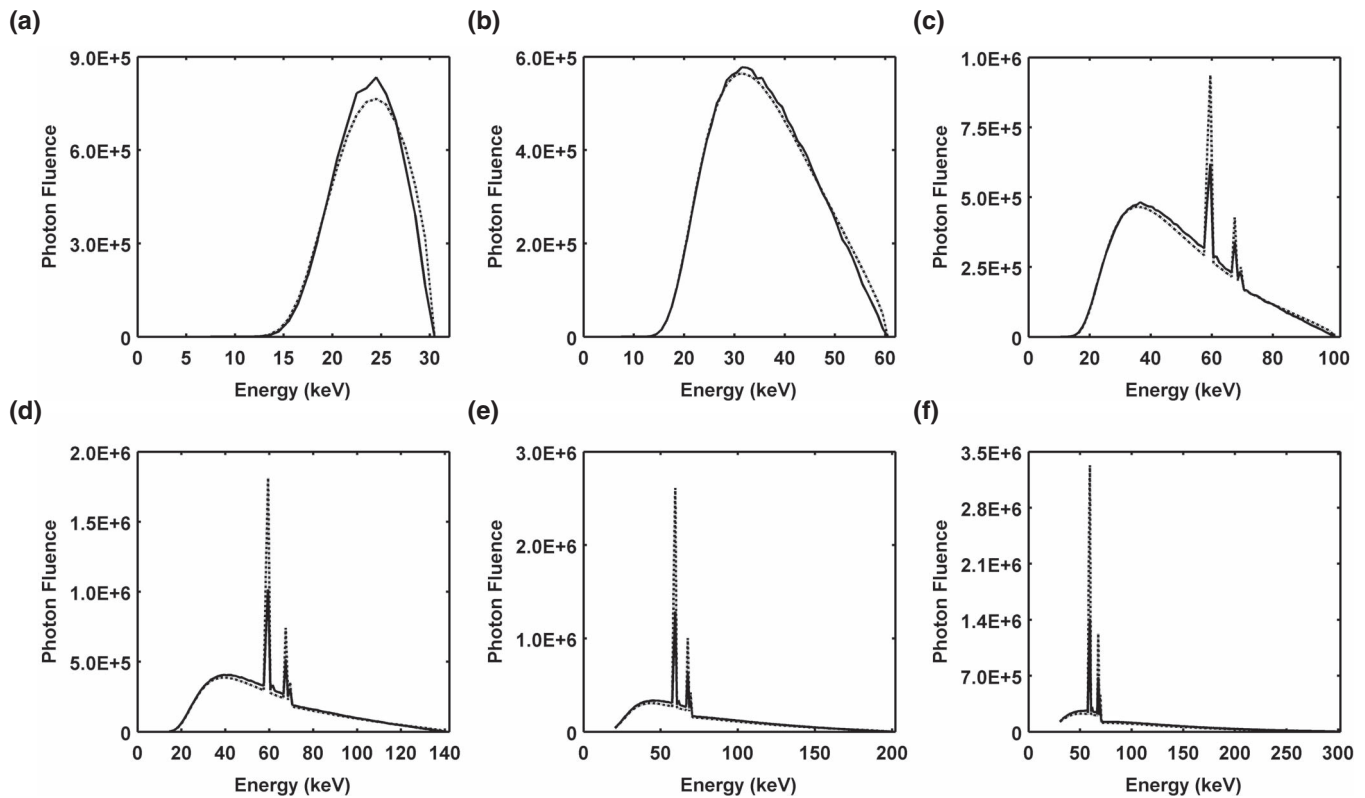 (a)
9.0E+5
6.0E+5
3.0E+5
0
Photon Fluence
0 5 10 15 20 25 30
Energy (keV)
(b)
6.0E+5
4.0E+5
2.0E+5
0
Photon Fluence
0 10 20 30 40 50 60
Energy (keV)
(c)
1.0E+6
7.5E+5
5.0E+5
2.5E+5
0
Photon Fluence
0 20 40 60 80 100
Energy (keV)
(d)
2.0E+6
1.5E+6
1.0E+6
5.0E+5
0
Photon Fluence
0 20 40 60 80 100 120 140
Energy (keV)
(e)
3.0E+6
2.0E+6
1.0E+6
0
Photon Fluence
0 50 100 150 200
Energy (keV)
(f)
3.5E+6
2.8E+6
2.1E+6
1.4E+6
7.0E+5
0
Photon Fluence
0 50 100 150 200 250 300
Energy (keV)